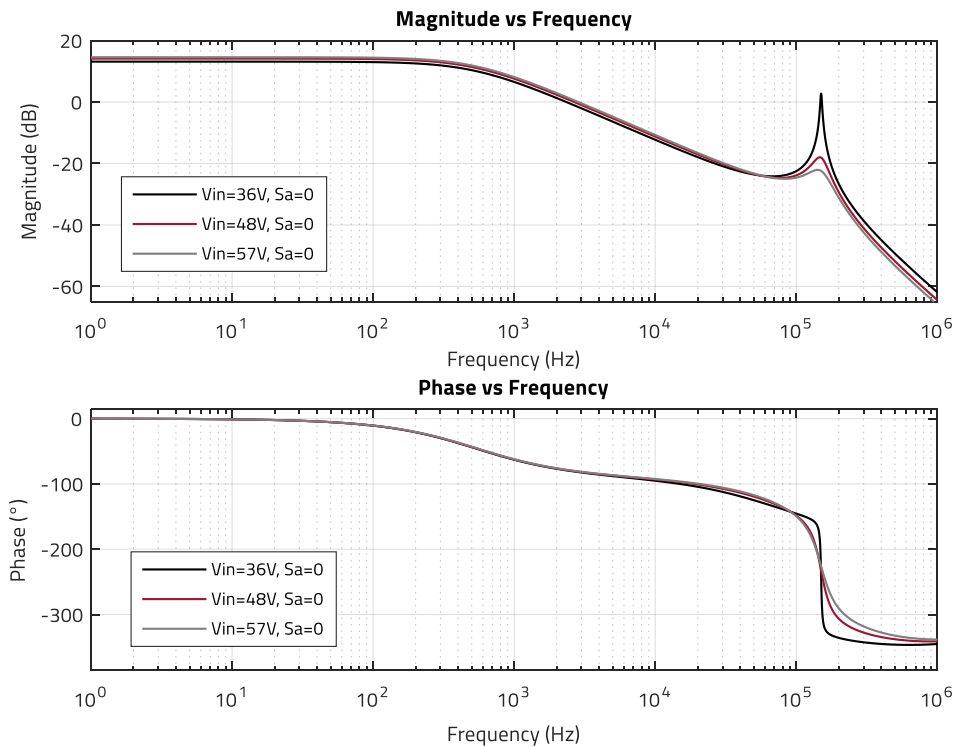 Magnitude vs Frequency
20
0
-20
-40
-60
Magnitude (dB)
Vin=36V, Sa=0
Vin=48V, Sa=0
Vin=57V, Sa=0
10^0 10^1 10^2 10^3 10^4 10^5 10^6
Frequency (Hz)
Phase vs Frequency
0
-100
-200
-300
Phase (°)
Vin=36V, Sa=0
Vin=48V, Sa=0
Vin=57V, Sa=0
10^0 10^1 10^2 10^3 10^4 10^5 10^6
Frequency (Hz)